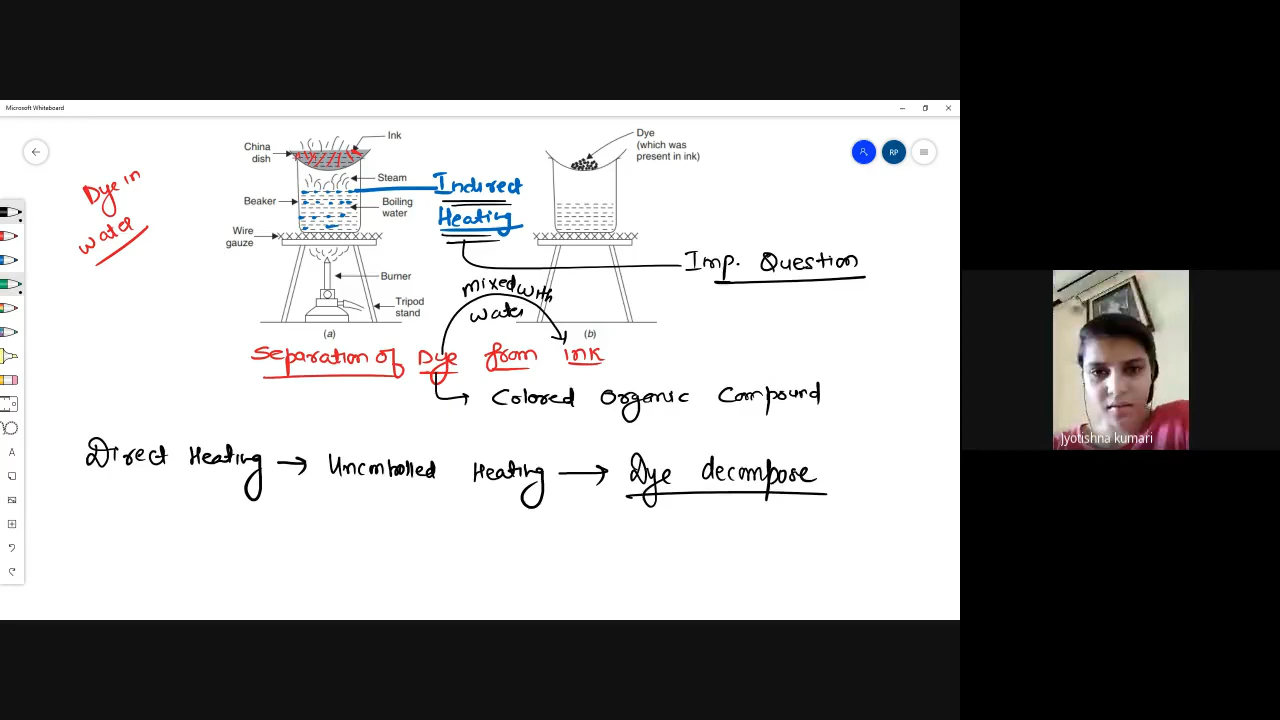 Microsoft Whiteboard
RP
Dye in
water
China
dish
Ink
Steam
Beaker
Boiling
water
Wire
gauze
Burner
Tripod
stand
(a)
Dye
(which was
present in ink)
(b)
Indirect
Heating
Imp. Question
mixed with
water
Separation of Dye from Ink
Colored Organic Compound
Direct Heating → Uncontrolled Heating → Dye decompose
A
Jyotishna kumari